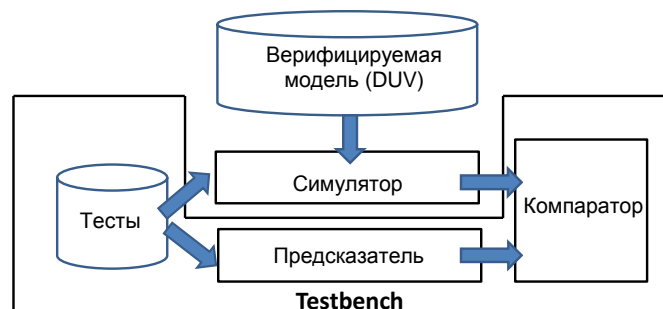 Верифицируемая
модель (DUV)
Симулятор
Тесты
Компаратор
Предсказатель
Testbench